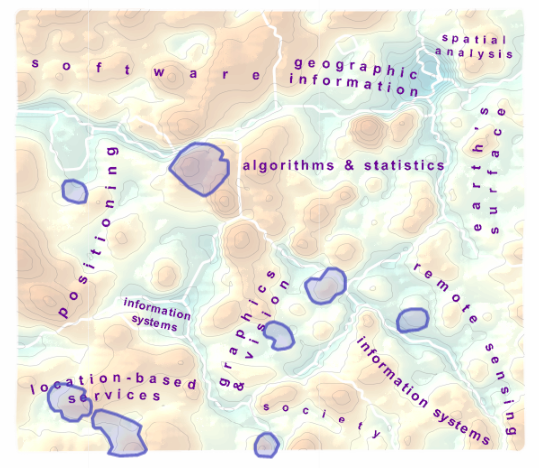 spatial
analysis
software
geographic
information
earth's
surface
algorithms & statistics
positioning
remote sensing
information
systems
graphics
& vision
information systems
location-based
services
society